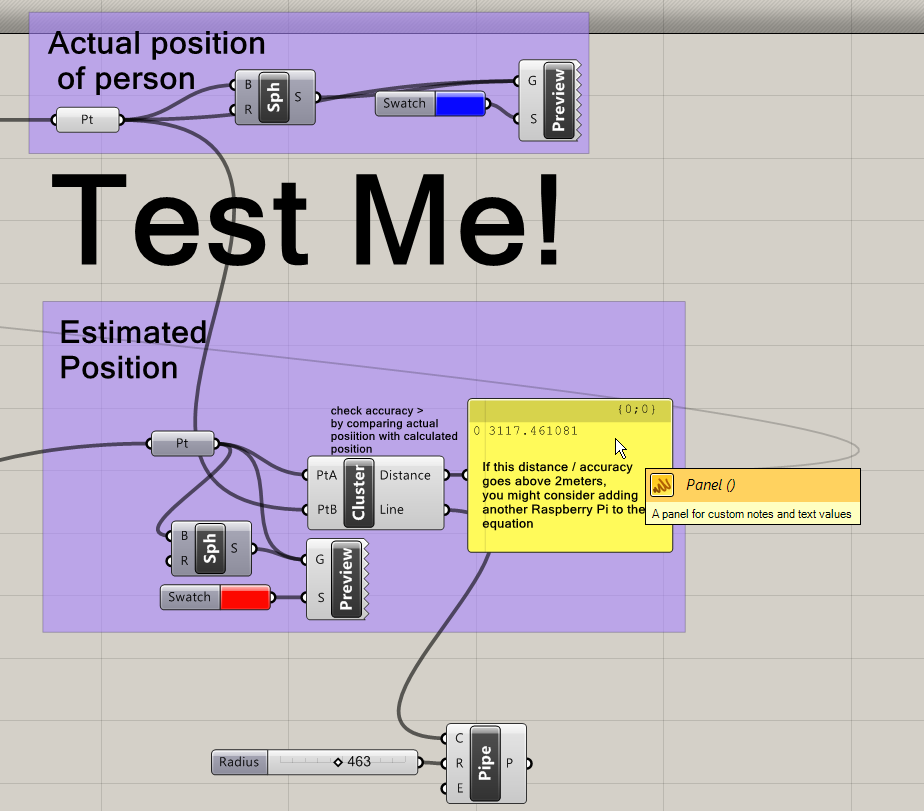 Actual position
of person
Pt
B
R
Sph
S
Swatch
G
S
Preview
Test Me!
Estimated
Position
check accuracy >
by comparing actual
posiition with calculated
position
Pt
PtA
PtB
Cluster
Distance
Line
{0;0}
0 3117.461081
If this distance / accuracy
goes above 2meters,
you might consider adding
another Raspberry Pi to the
equation
Panel ()
A panel for custom notes and text values
B
R
Sph
S
Swatch
G
S
Preview
Radius
463
C
R
E
Pipe
P